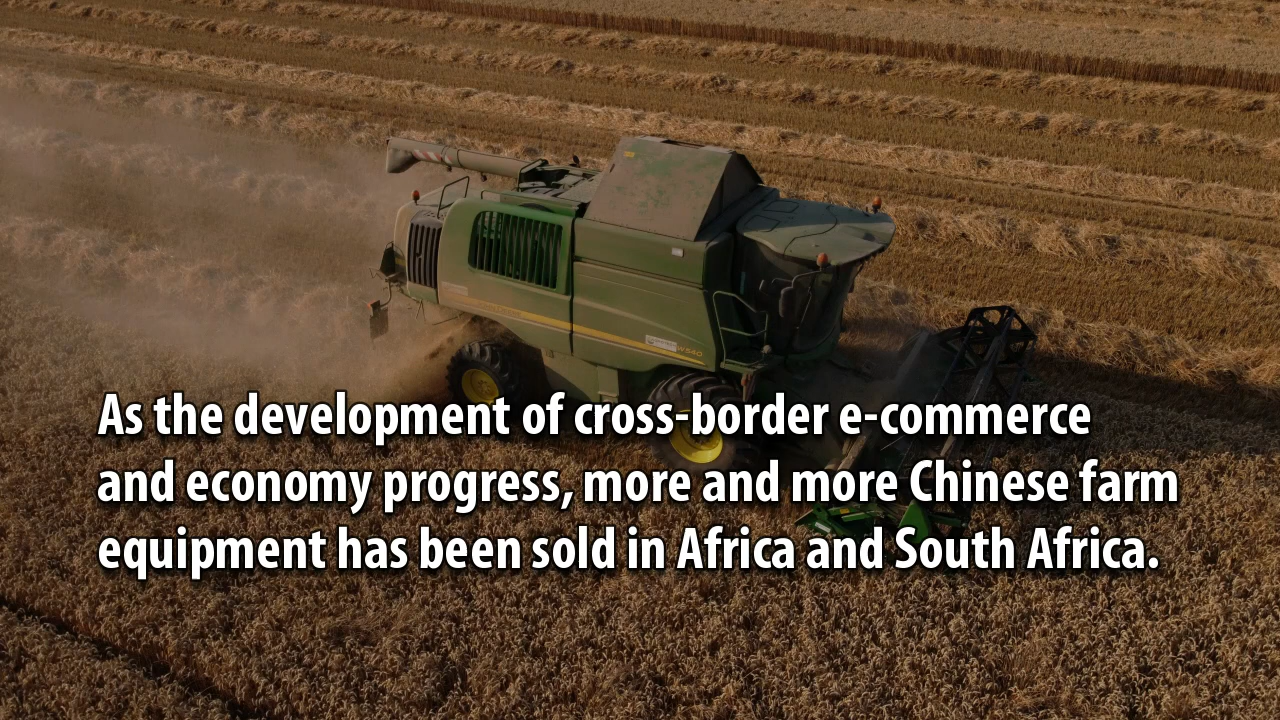 W540
As the development of cross-border e-commerce
and economy progress, more and more Chinese farm
equipment has been sold in Africa and South Africa.